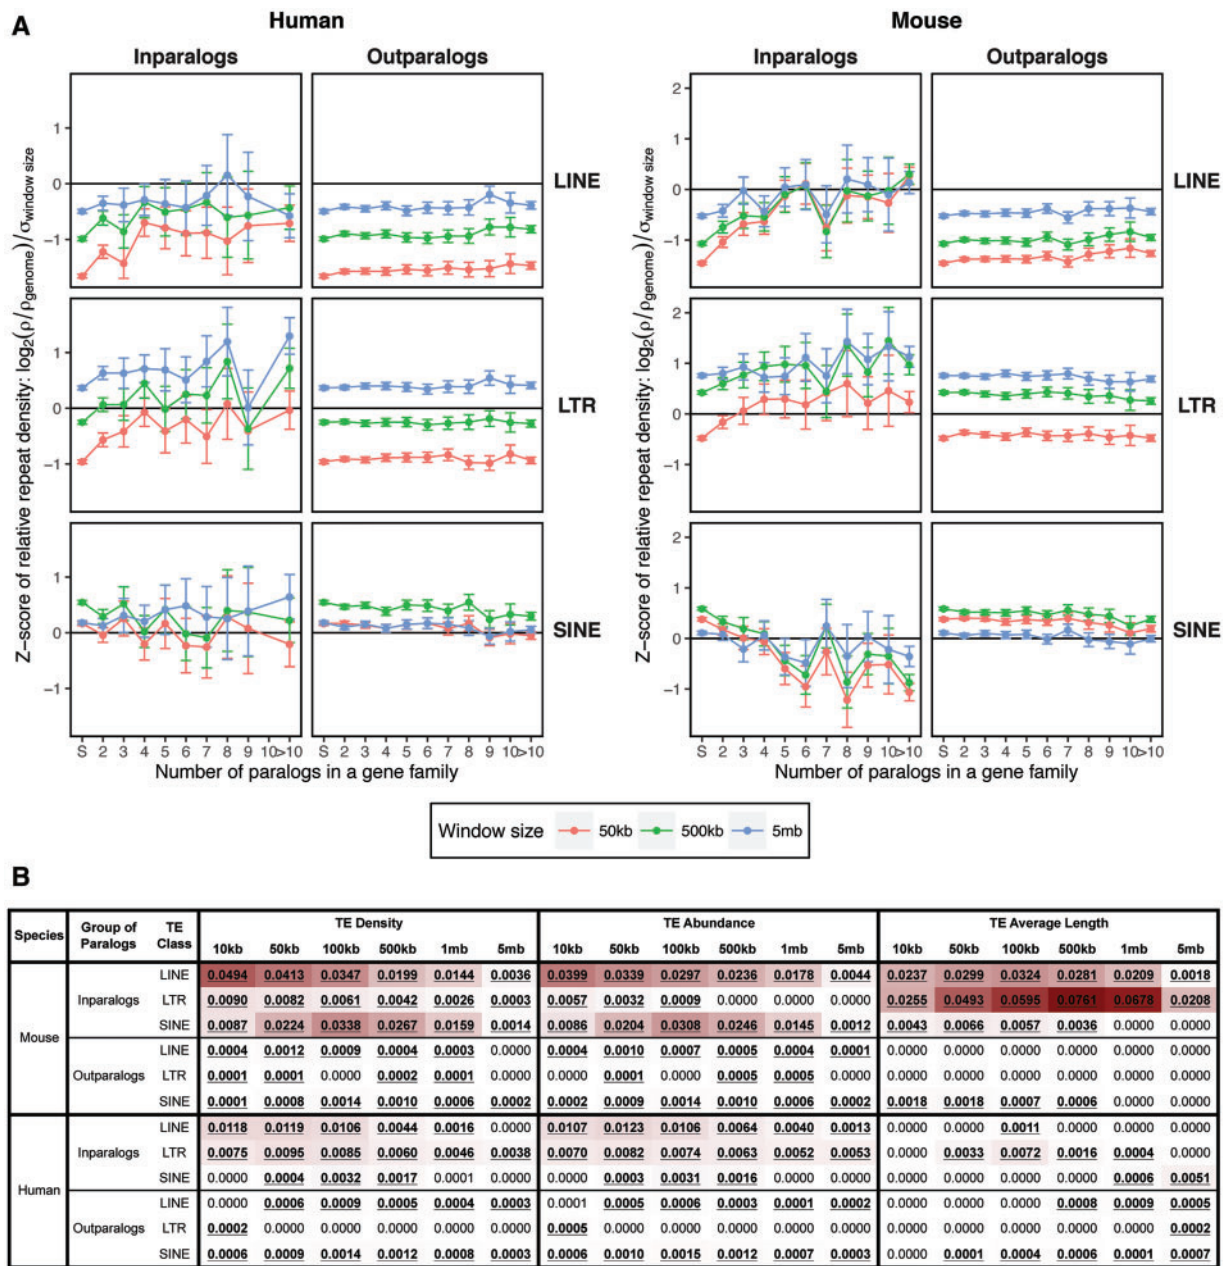 A
Human
Mouse
Inparalogs
Outparalogs
Inparalogs
Outparalogs
Z−score of relative repeat density: log2(ρ/ρgenome)/σwindow size
1
0
−1
LINE
1
0
−1
LTR
1
0
−1
SINE
S 2 3 4 5 6 7 8 9 10 >10
S 2 3 4 5 6 7 8 9 10 >10
Number of paralogs in a gene family
Z−score of relative repeat density: log2(ρ/ρgenome)/σwindow size
2
1
0
−1
LINE
2
1
0
−1
LTR
2
1
0
−1
SINE
S 2 3 4 5 6 7 8 9 10 >10
S 2 3 4 5 6 7 8 9 10 >10
Number of paralogs in a gene family
Window size 50kb 500kb 5mb
B
Species Group of Paralogs TE Class TE Density TE Abundance TE Average Length
10kb 50kb 100kb 500kb 1mb 5mb 10kb 50kb 100kb 500kb 1mb 5mb 10kb 50kb 100kb 500kb 1mb 5mb
Mouse Inparalogs LINE 0.0494 0.0413 0.0347 0.0199 0.0144 0.0036 0.0399 0.0339 0.0297 0.0236 0.0178 0.0044 0.0237 0.0299 0.0324 0.0281 0.0209 0.0018
LTR 0.0090 0.0082 0.0061 0.0042 0.0026 0.0003 0.0057 0.0032 0.0009 0.0000 0.0000 0.0000 0.0255 0.0493 0.0595 0.0761 0.0678 0.0208
SINE 0.0087 0.0224 0.0338 0.0267 0.0159 0.0014 0.0086 0.0204 0.0308 0.0246 0.0145 0.0012 0.0043 0.0066 0.0057 0.0036 0.0000 0.0000
Outparalogs LINE 0.0004 0.0012 0.0009 0.0004 0.0003 0.0000 0.0004 0.0010 0.0007 0.0005 0.0004 0.0001 0.0000 0.0000 0.0000 0.0000 0.0000 0.0000
LTR 0.0001 0.0001 0.0000 0.0002 0.0001 0.0000 0.0000 0.0001 0.0000 0.0005 0.0005 0.0000 0.0000 0.0000 0.0000 0.0000 0.0000 0.0000
SINE 0.0001 0.0008 0.0014 0.0010 0.0006 0.0002 0.0002 0.0009 0.0014 0.0010 0.0006 0.0002 0.0018 0.0018 0.0007 0.0006 0.0000 0.0000
Human Inparalogs LINE 0.0118 0.0119 0.0106 0.0044 0.0016 0.0000 0.0107 0.0123 0.0106 0.0064 0.0040 0.0013 0.0000 0.0000 0.0011 0.0000 0.0000 0.0000
LTR 0.0075 0.0095 0.0085 0.0060 0.0046 0.0038 0.0070 0.0082 0.0074 0.0063 0.0052 0.0053 0.0000 0.0033 0.0072 0.0016 0.0004 0.0000
SINE 0.0000 0.0004 0.0032 0.0017 0.0001 0.0000 0.0000 0.0003 0.0031 0.0016 0.0000 0.0000 0.0000 0.0000 0.0000 0.0000 0.0006 0.0051
Outparalogs LINE 0.0000 0.0006 0.0009 0.0005 0.0004 0.0003 0.0001 0.0005 0.0006 0.0003 0.0001 0.0002 0.0000 0.0000 0.0000 0.0008 0.0009 0.0005
LTR 0.0002 0.0000 0.0000 0.0000 0.0000 0.0000 0.0005 0.0000 0.0000 0.0000 0.0000 0.0000 0.0000 0.0000 0.0000 0.0000 0.0000 0.0002
SINE 0.0006 0.0009 0.0014 0.0012 0.0008 0.0003 0.0006 0.0010 0.0015 0.0012 0.0007 0.0003 0.0000 0.0001 0.0004 0.0006 0.0001 0.0007